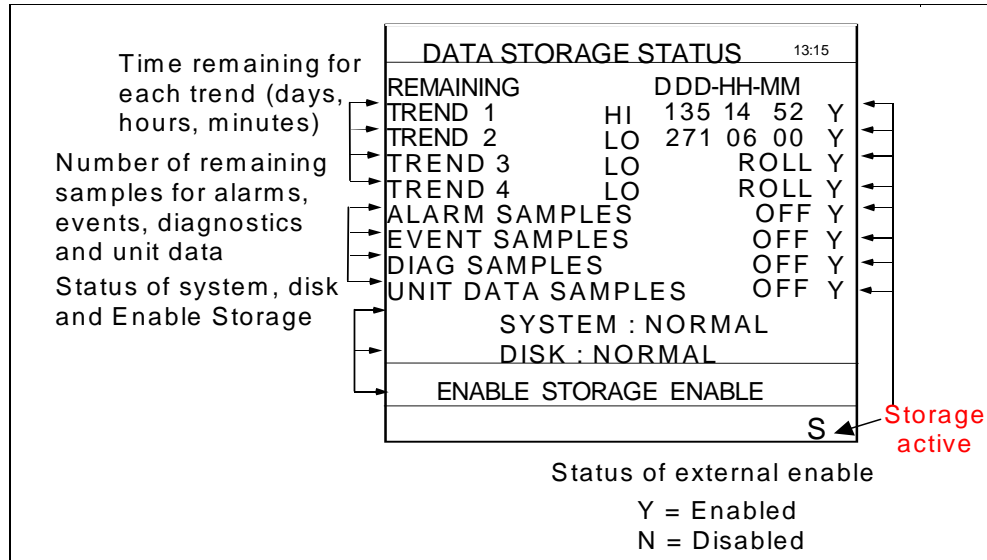 Time remaining for
each trend (days,
hours, minutes)
Number of remaining
samples for alarms,
events, diagnostics
and unit data
Status of system, disk
and Enable Storage
DATA STORAGE STATUS 13:15
REMAINING DDD-HH-MM
TREND 1 HI 135 14 52 Y
TREND 2 LO 271 06 00 Y
TREND 3 LO ROLL Y
TREND 4 LO ROLL Y
ALARM SAMPLES OFF Y
EVENT SAMPLES OFF Y
DIAG SAMPLES OFF Y
UNIT DATA SAMPLES OFF Y
SYSTEM : NORMAL
DISK : NORMAL
ENABLE STORAGE ENABLE
S
Storage
active
Status of external enable
Y = Enabled
N = Disabled